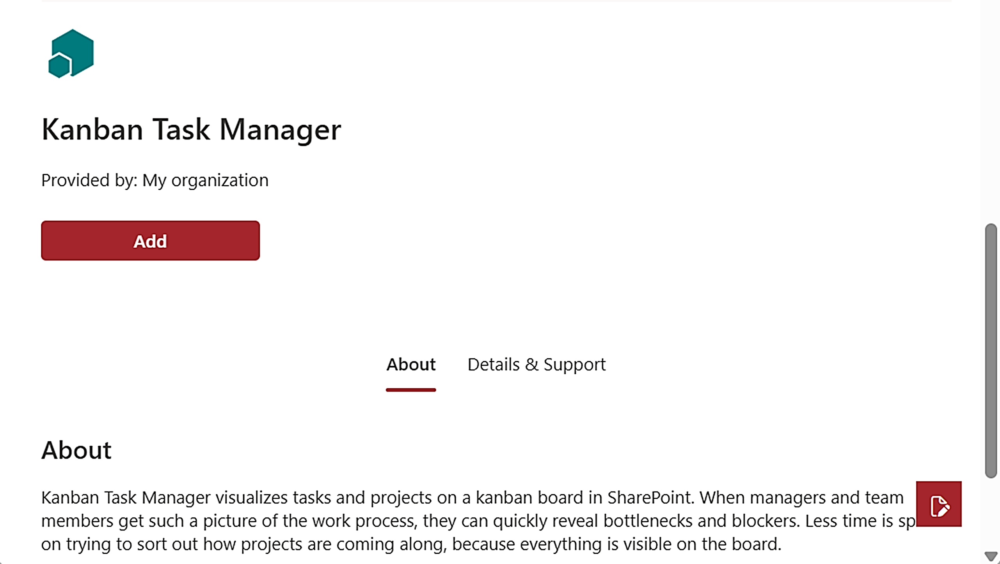 Kanban Task Manager
Provided by: My organization
Add
About Details & Support
About
Kanban Task Manager visualizes tasks and projects on a kanban board in SharePoint. When managers and team
members get such a picture of the work process, they can quickly reveal bottlenecks and blockers. Less time is sp
on trying to sort out how projects are coming along, because everything is visible on the board.